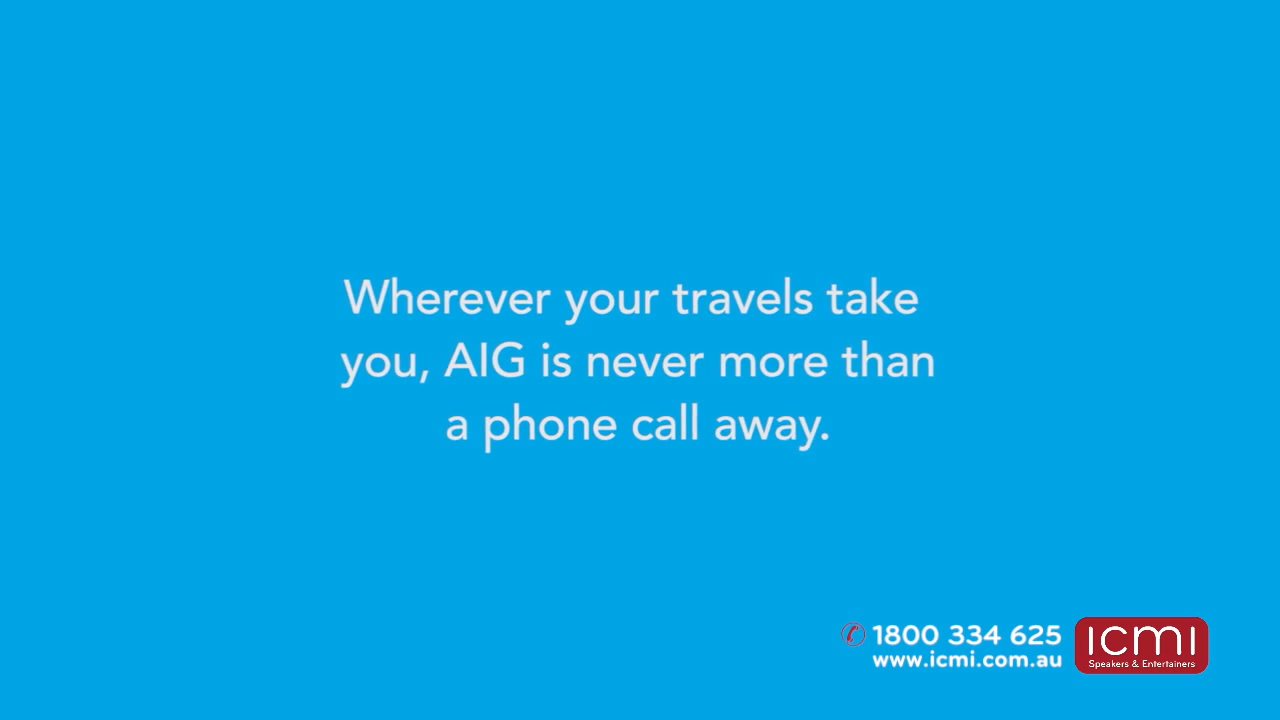 Wherever your travels take
you, AIG is never more than
a phone call away.
1800 334 625
www.icmi.com.au
ICMI
Speakers & Entertainers